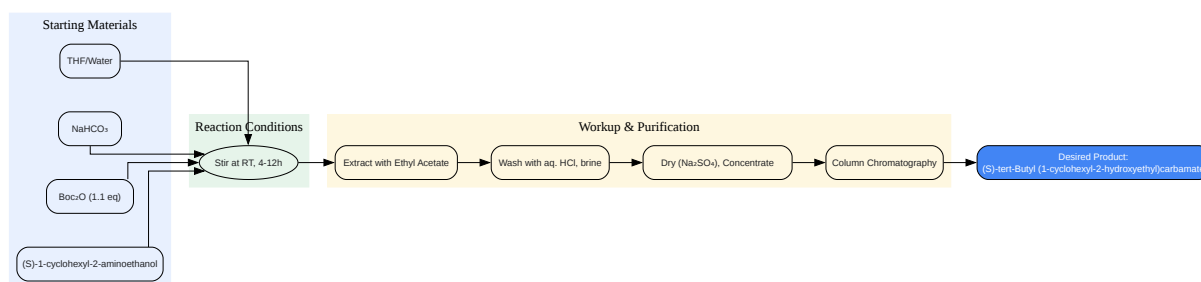 Starting Materials
THF/Water
NaHCO₃
Boc₂O (1.1 eq)
(S)-1-cyclohexyl-2-aminoethanol
Reaction Conditions
Stir at RT, 4-12h
Workup & Purification
Extract with Ethyl Acetate
Wash with aq. HCl, brine
Dry (Na₂SO₄), Concentrate
Column Chromatography
Desired Product:
(S)-tert-Butyl (1-cyclohexyl-2-hydroxyethyl)carbamate